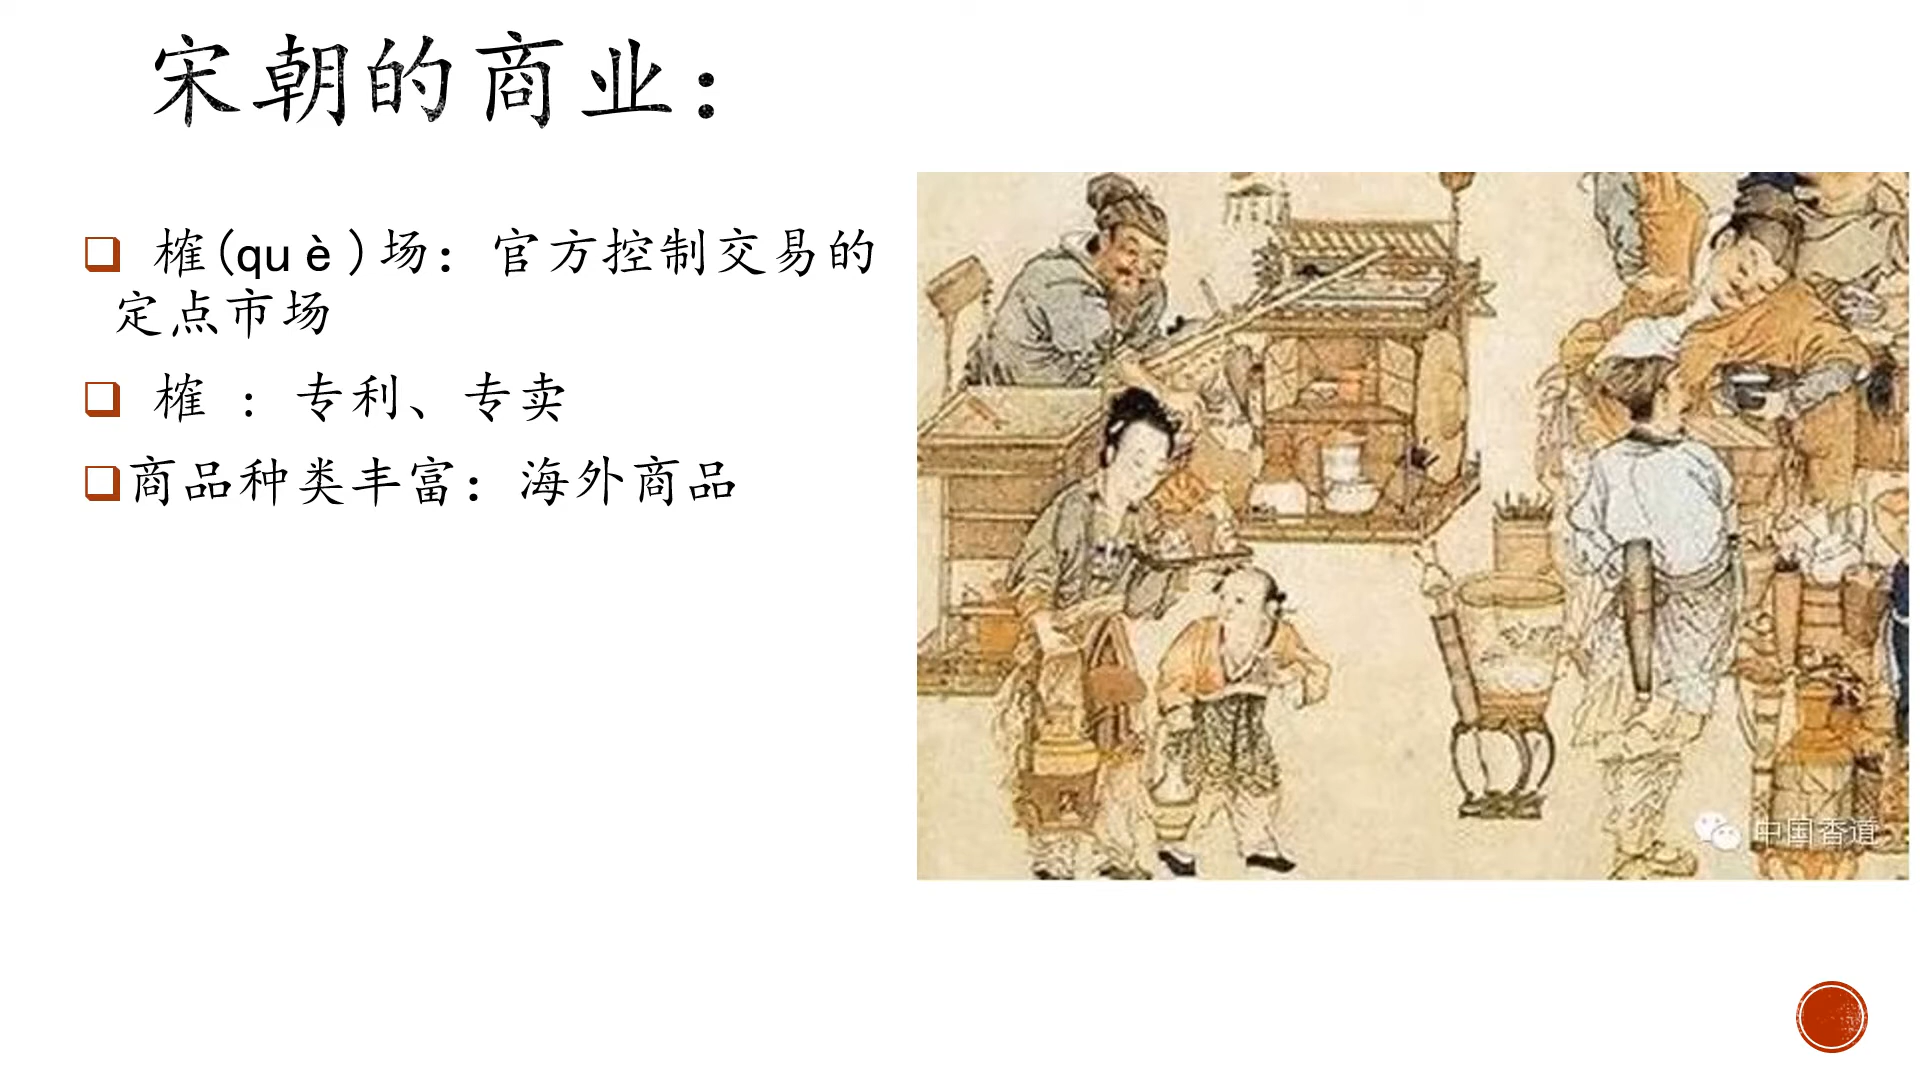 宋朝的商业：
榷(què)场：官方控制交易的
定点市场
榷 ：专利、专卖
商品种类丰富：海外商品
中国香道